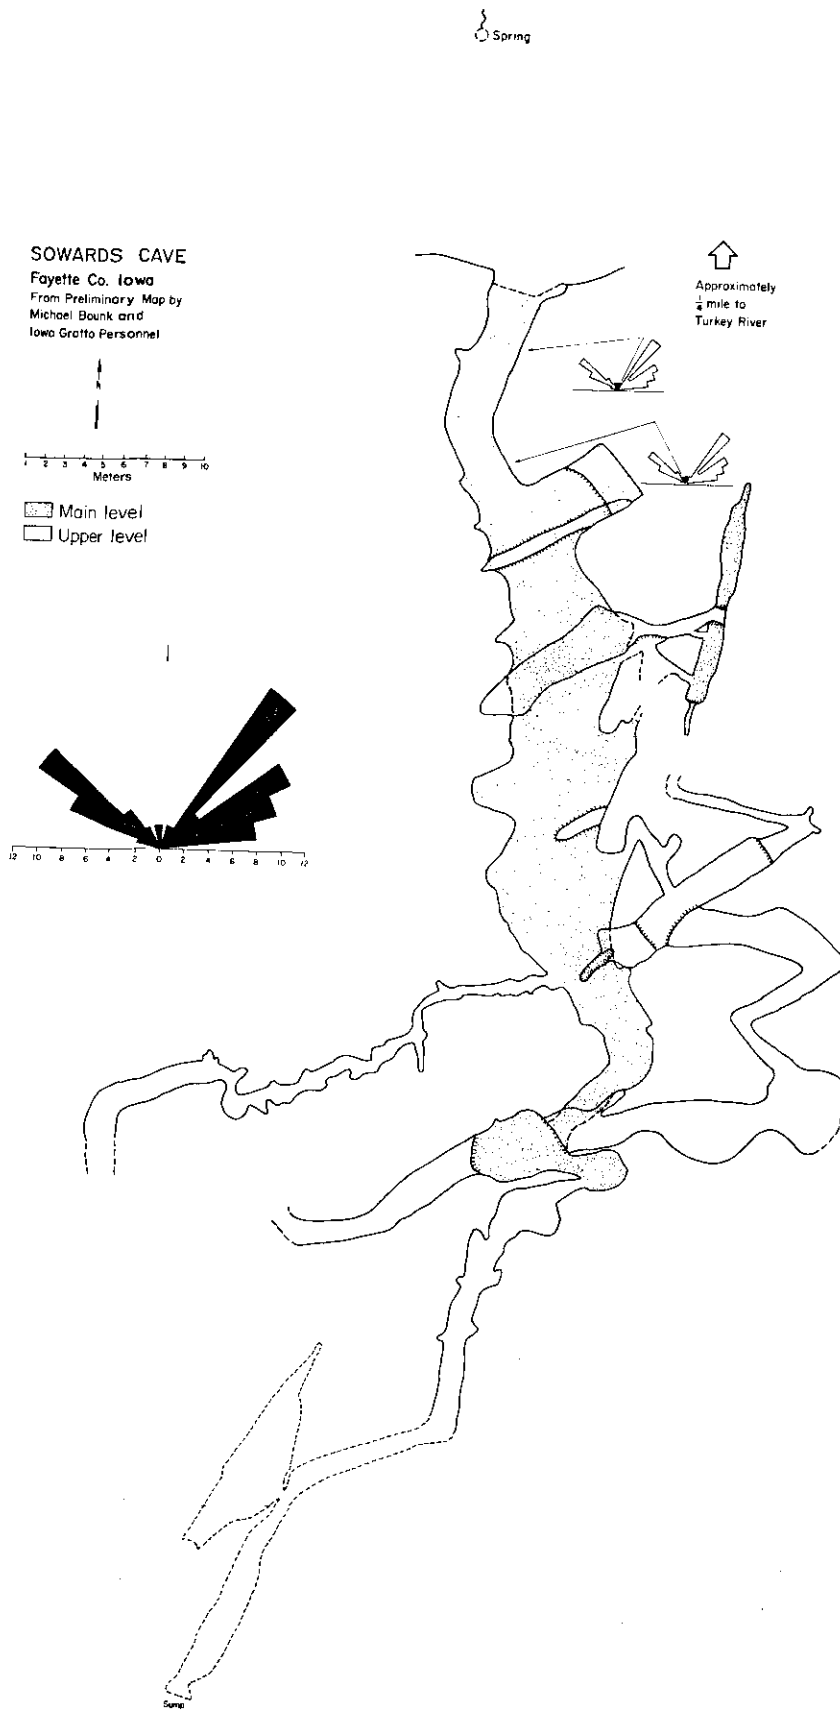 Spring
SOWARDS CAVE
Fayette Co. Iowa
From Preliminary Map by
Michael Bounk and
Iowa Grotto Personnel
Approximately
1/4 mile to
Turkey River
N
1 2 3 4 5 6 7 8 9 10
Meters
Main level
Upper level
12 10 8 6 4 2 0 2 4 6 8 10 12
Sump